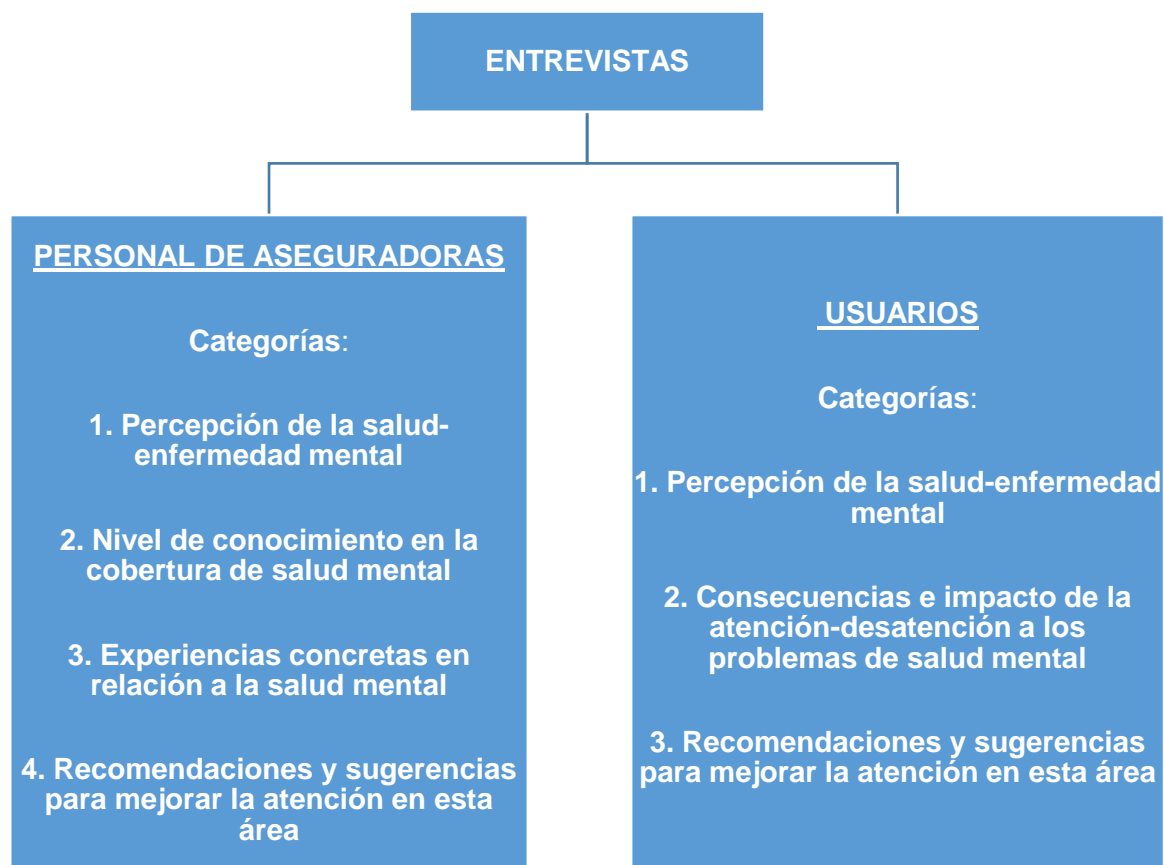 ENTREVISTAS
PERSONAL DE ASEGURADORAS
Categorías:
1. Percepción de la salud-
enfermedad mental
2. Nivel de conocimiento en la
cobertura de salud mental
3. Experiencias concretas en
relación a la salud mental
4. Recomendaciones y sugerencias
para mejorar la atención en esta
área
USUARIOS
Categorías:
1. Percepción de la salud-enfermedad
mental
2. Consecuencias e impacto de la
atención-desatención a los
problemas de salud mental
3. Recomendaciones y sugerencias
para mejorar la atención en esta área